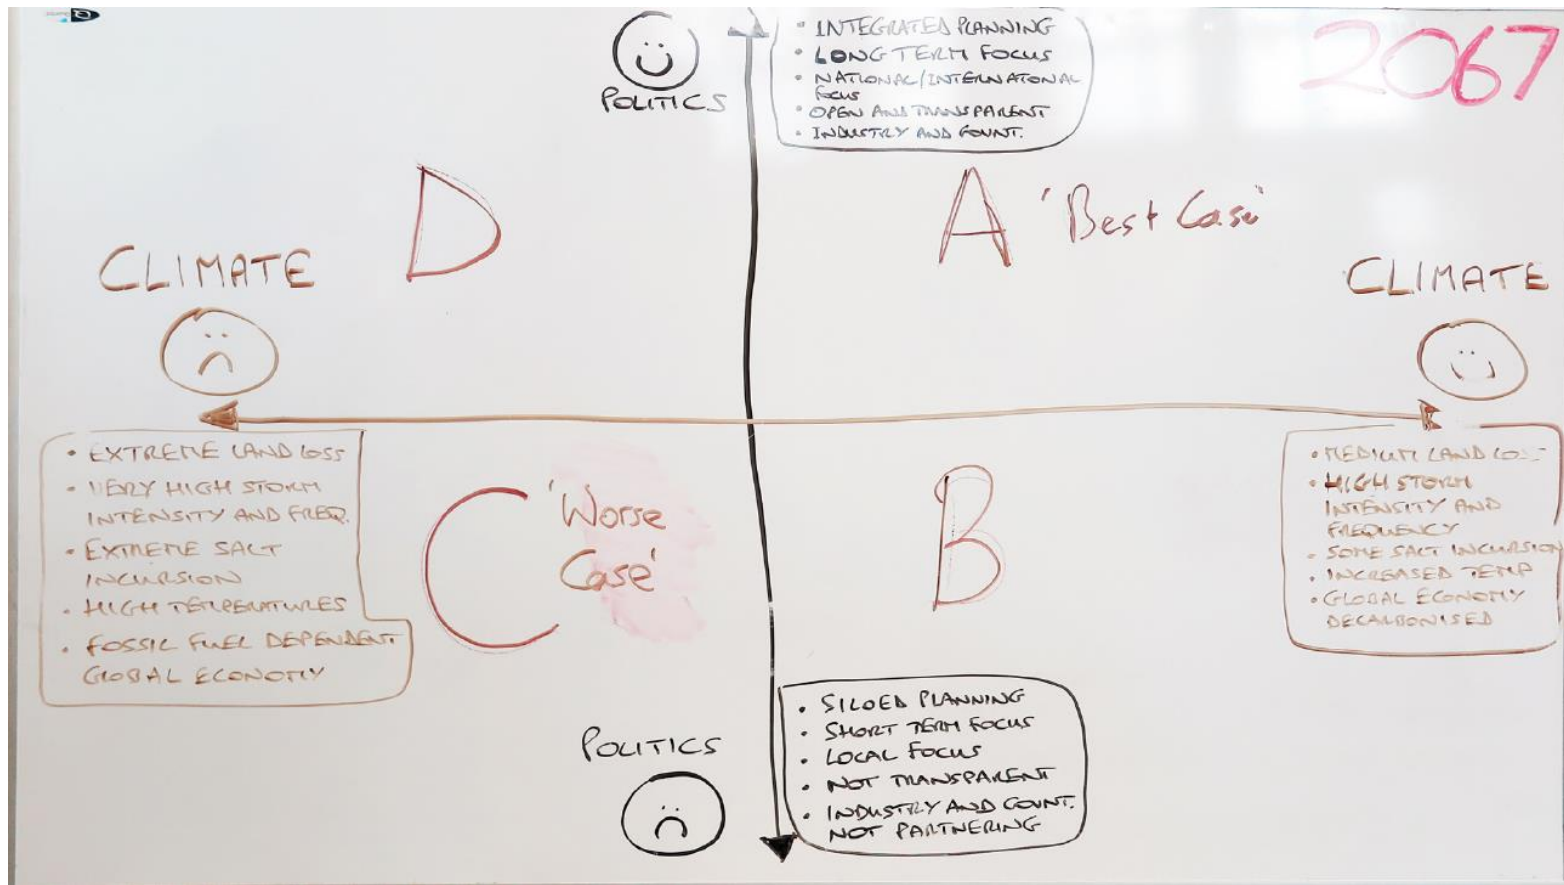 • INTEGRATED PLANNING
• LONG TERM FOCUS
• NATIONAL/INTERNATIONAL
FOCUS
• OPEN AND TRANSPARENT
• INDUSTRY AND GOVNT.
2067
POLITICS
D
A 'Best Case'
CLIMATE
CLIMATE
• EXTREME LAND LOSS
• VERY HIGH STORM
INTENSITY AND FREQ.
• EXTREME SALT
INCURSION
• HIGH TEMPERATURES
• FOSSIL FUEL DEPENDENT
GLOBAL ECONOMY
C 'Worse
Case'
B
• MEDIUM LAND LOSS
• HIGH STORM
INTENSITY AND
FREQUENCY
• SOME SALT INCURSION
• INCREASED TEMP
• GLOBAL ECONOMY
DECARBONISED
POLITICS
• SILOED PLANNING
• SHORT TERM FOCUS
• LOCAL FOCUS
• NOT TRANSPARENT
• INDUSTRY AND GOVNT.
NOT PARTNERING